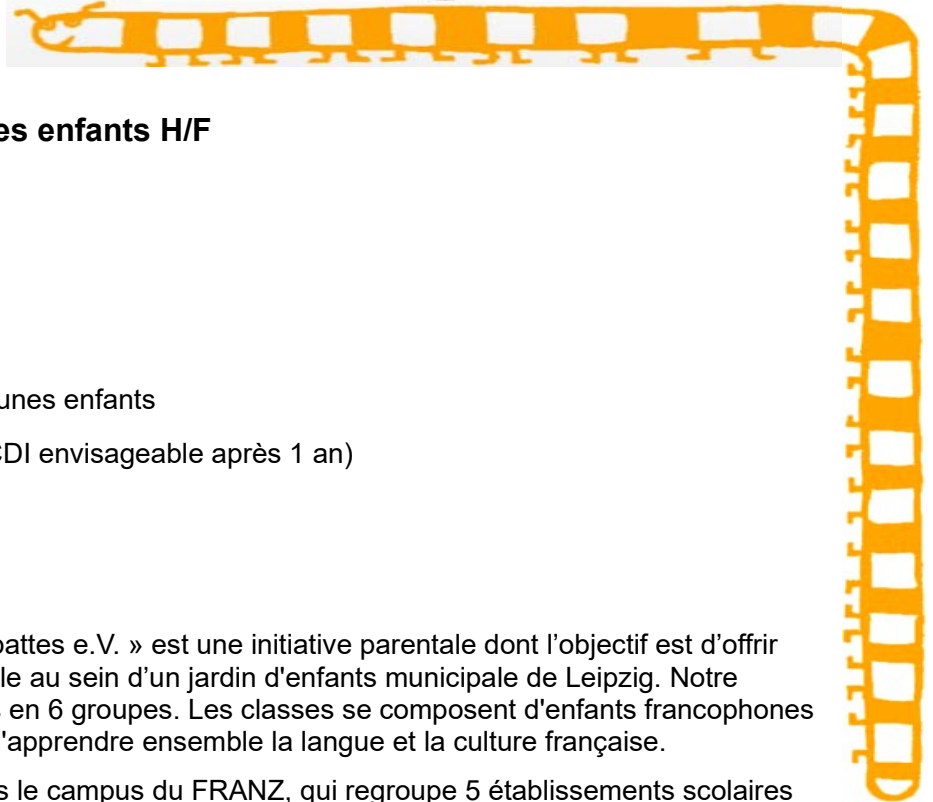 es enfants H/F
unes enfants
CDI envisageable après 1 an)
pattes e.V. » est une initiative parentale dont l’objectif est d’offrir
le au sein d’un jardin d'enfants municipale de Leipzig. Notre
s en 6 groupes. Les classes se composent d'enfants francophones
l'apprendre ensemble la langue et la culture française.
s le campus du FRANZ, qui regroupe 5 établissements scolaires